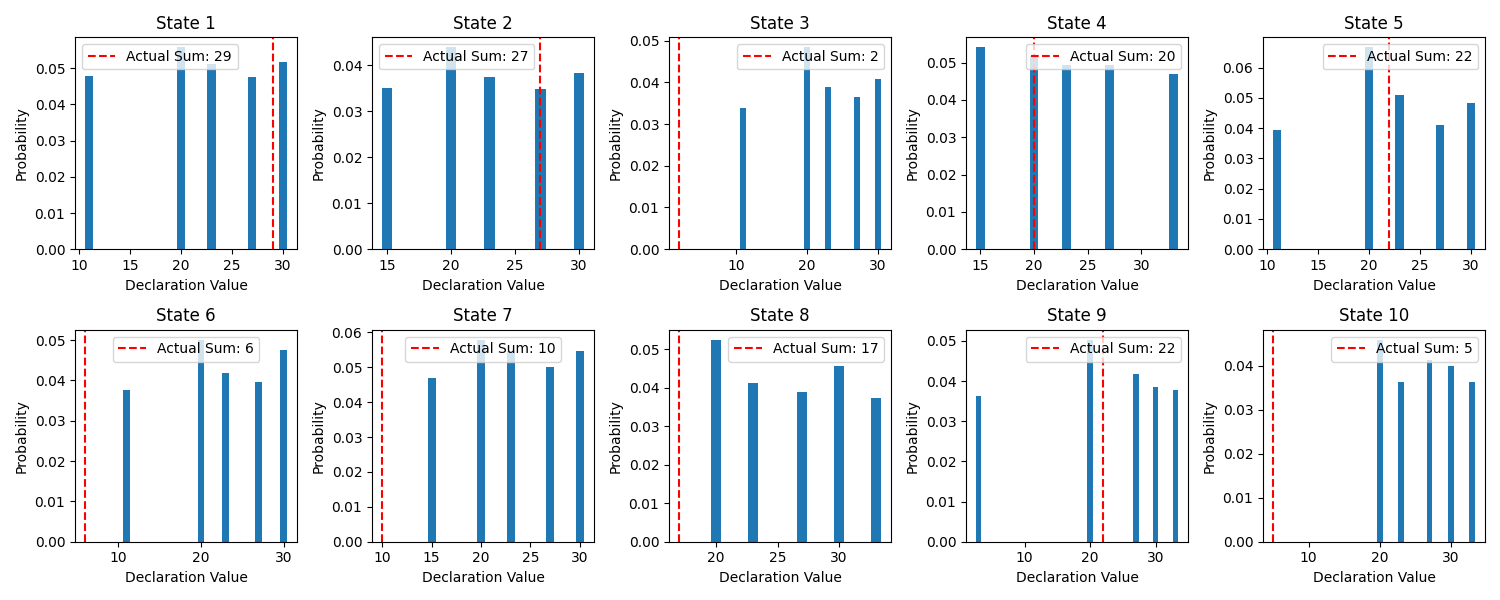 State 1
Actual Sum: 29
Probability
0.05
0.04
0.03
0.02
0.01
0.00
10
15
20
25
30
Declaration Value
State 2
Actual Sum: 27
Probability
0.04
0.03
0.02
0.01
0.00
15
20
25
30
Declaration Value
State 3
Actual Sum: 2
Probability
0.05
0.04
0.03
0.02
0.01
0.00
10
20
30
Declaration Value
State 4
Actual Sum: 20
Probability
0.05
0.04
0.03
0.02
0.01
0.00
15
20
25
30
Declaration Value
State 5
Actual Sum: 22
Probability
0.06
0.05
0.04
0.03
0.02
0.01
0.00
10
15
20
25
30
Declaration Value
State 6
Actual Sum: 6
Probability
0.05
0.04
0.03
0.02
0.01
0.00
10
20
30
Declaration Value
State 7
Actual Sum: 10
Probability
0.06
0.05
0.04
0.03
0.02
0.01
0.00
10
15
20
25
30
Declaration Value
State 8
Actual Sum: 17
Probability
0.05
0.04
0.03
0.02
0.01
0.00
20
25
30
Declaration Value
State 9
Actual Sum: 22
Probability
0.05
0.04
0.03
0.02
0.01
0.00
10
20
30
Declaration Value
State 10
Actual Sum: 5
Probability
0.04
0.03
0.02
0.01
0.00
10
20
30
Declaration Value